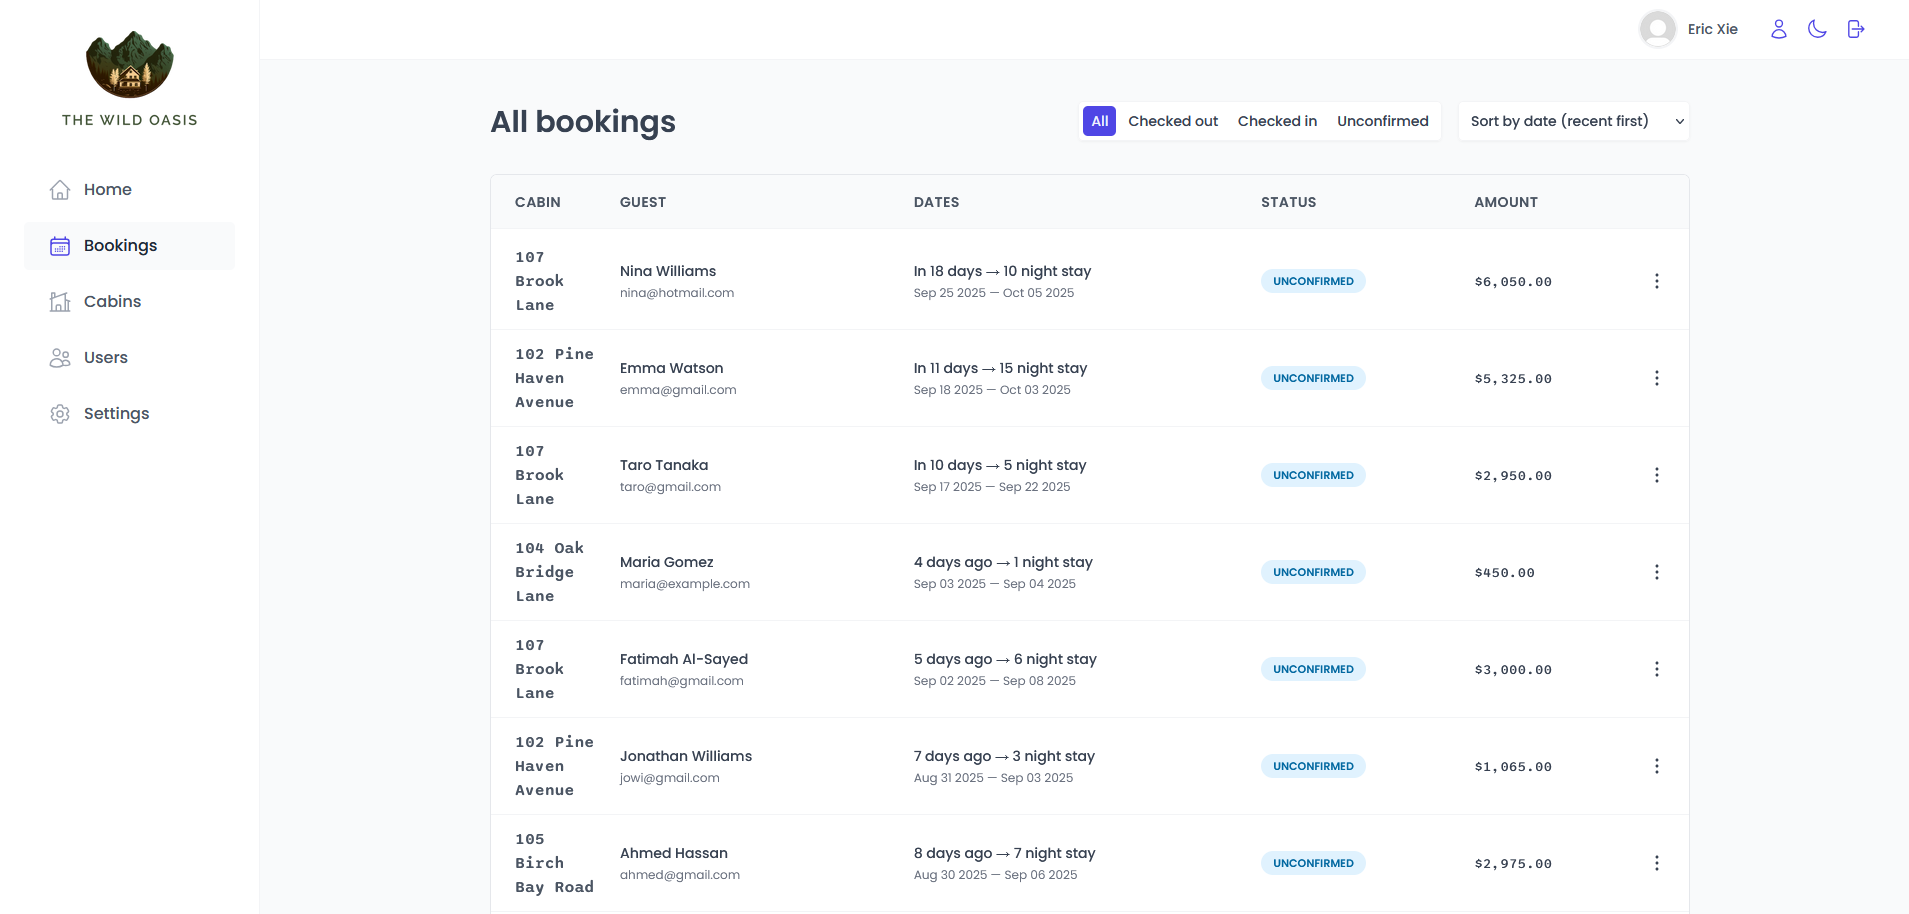 THE WILD OASIS
Home
Bookings
Cabins
Users
Settings
Eric Xie
All bookings
All Checked out Checked in Unconfirmed
Sort by date (recent first)
CABIN GUEST DATES STATUS AMOUNT
107
Brook
Lane
Nina Williams
nina@hotmail.com
In 18 days → 10 night stay
Sep 25 2025 — Oct 05 2025
UNCONFIRMED
$6,050.00
102 Pine
Haven
Avenue
Emma Watson
emma@gmail.com
In 11 days → 15 night stay
Sep 18 2025 — Oct 03 2025
UNCONFIRMED
$5,325.00
107
Brook
Lane
Taro Tanaka
taro@gmail.com
In 10 days → 5 night stay
Sep 17 2025 — Sep 22 2025
UNCONFIRMED
$2,950.00
104 Oak
Bridge
Lane
Maria Gomez
maria@example.com
4 days ago → 1 night stay
Sep 03 2025 — Sep 04 2025
UNCONFIRMED
$450.00
107
Brook
Lane
Fatimah Al-Sayed
fatimah@gmail.com
5 days ago → 6 night stay
Sep 02 2025 — Sep 08 2025
UNCONFIRMED
$3,000.00
102 Pine
Haven
Avenue
Jonathan Williams
jowi@gmail.com
7 days ago → 3 night stay
Aug 31 2025 — Sep 03 2025
UNCONFIRMED
$1,065.00
105
Birch
Bay Road
Ahmed Hassan
ahmed@gmail.com
8 days ago → 7 night stay
Aug 30 2025 — Sep 06 2025
UNCONFIRMED
$2,975.00